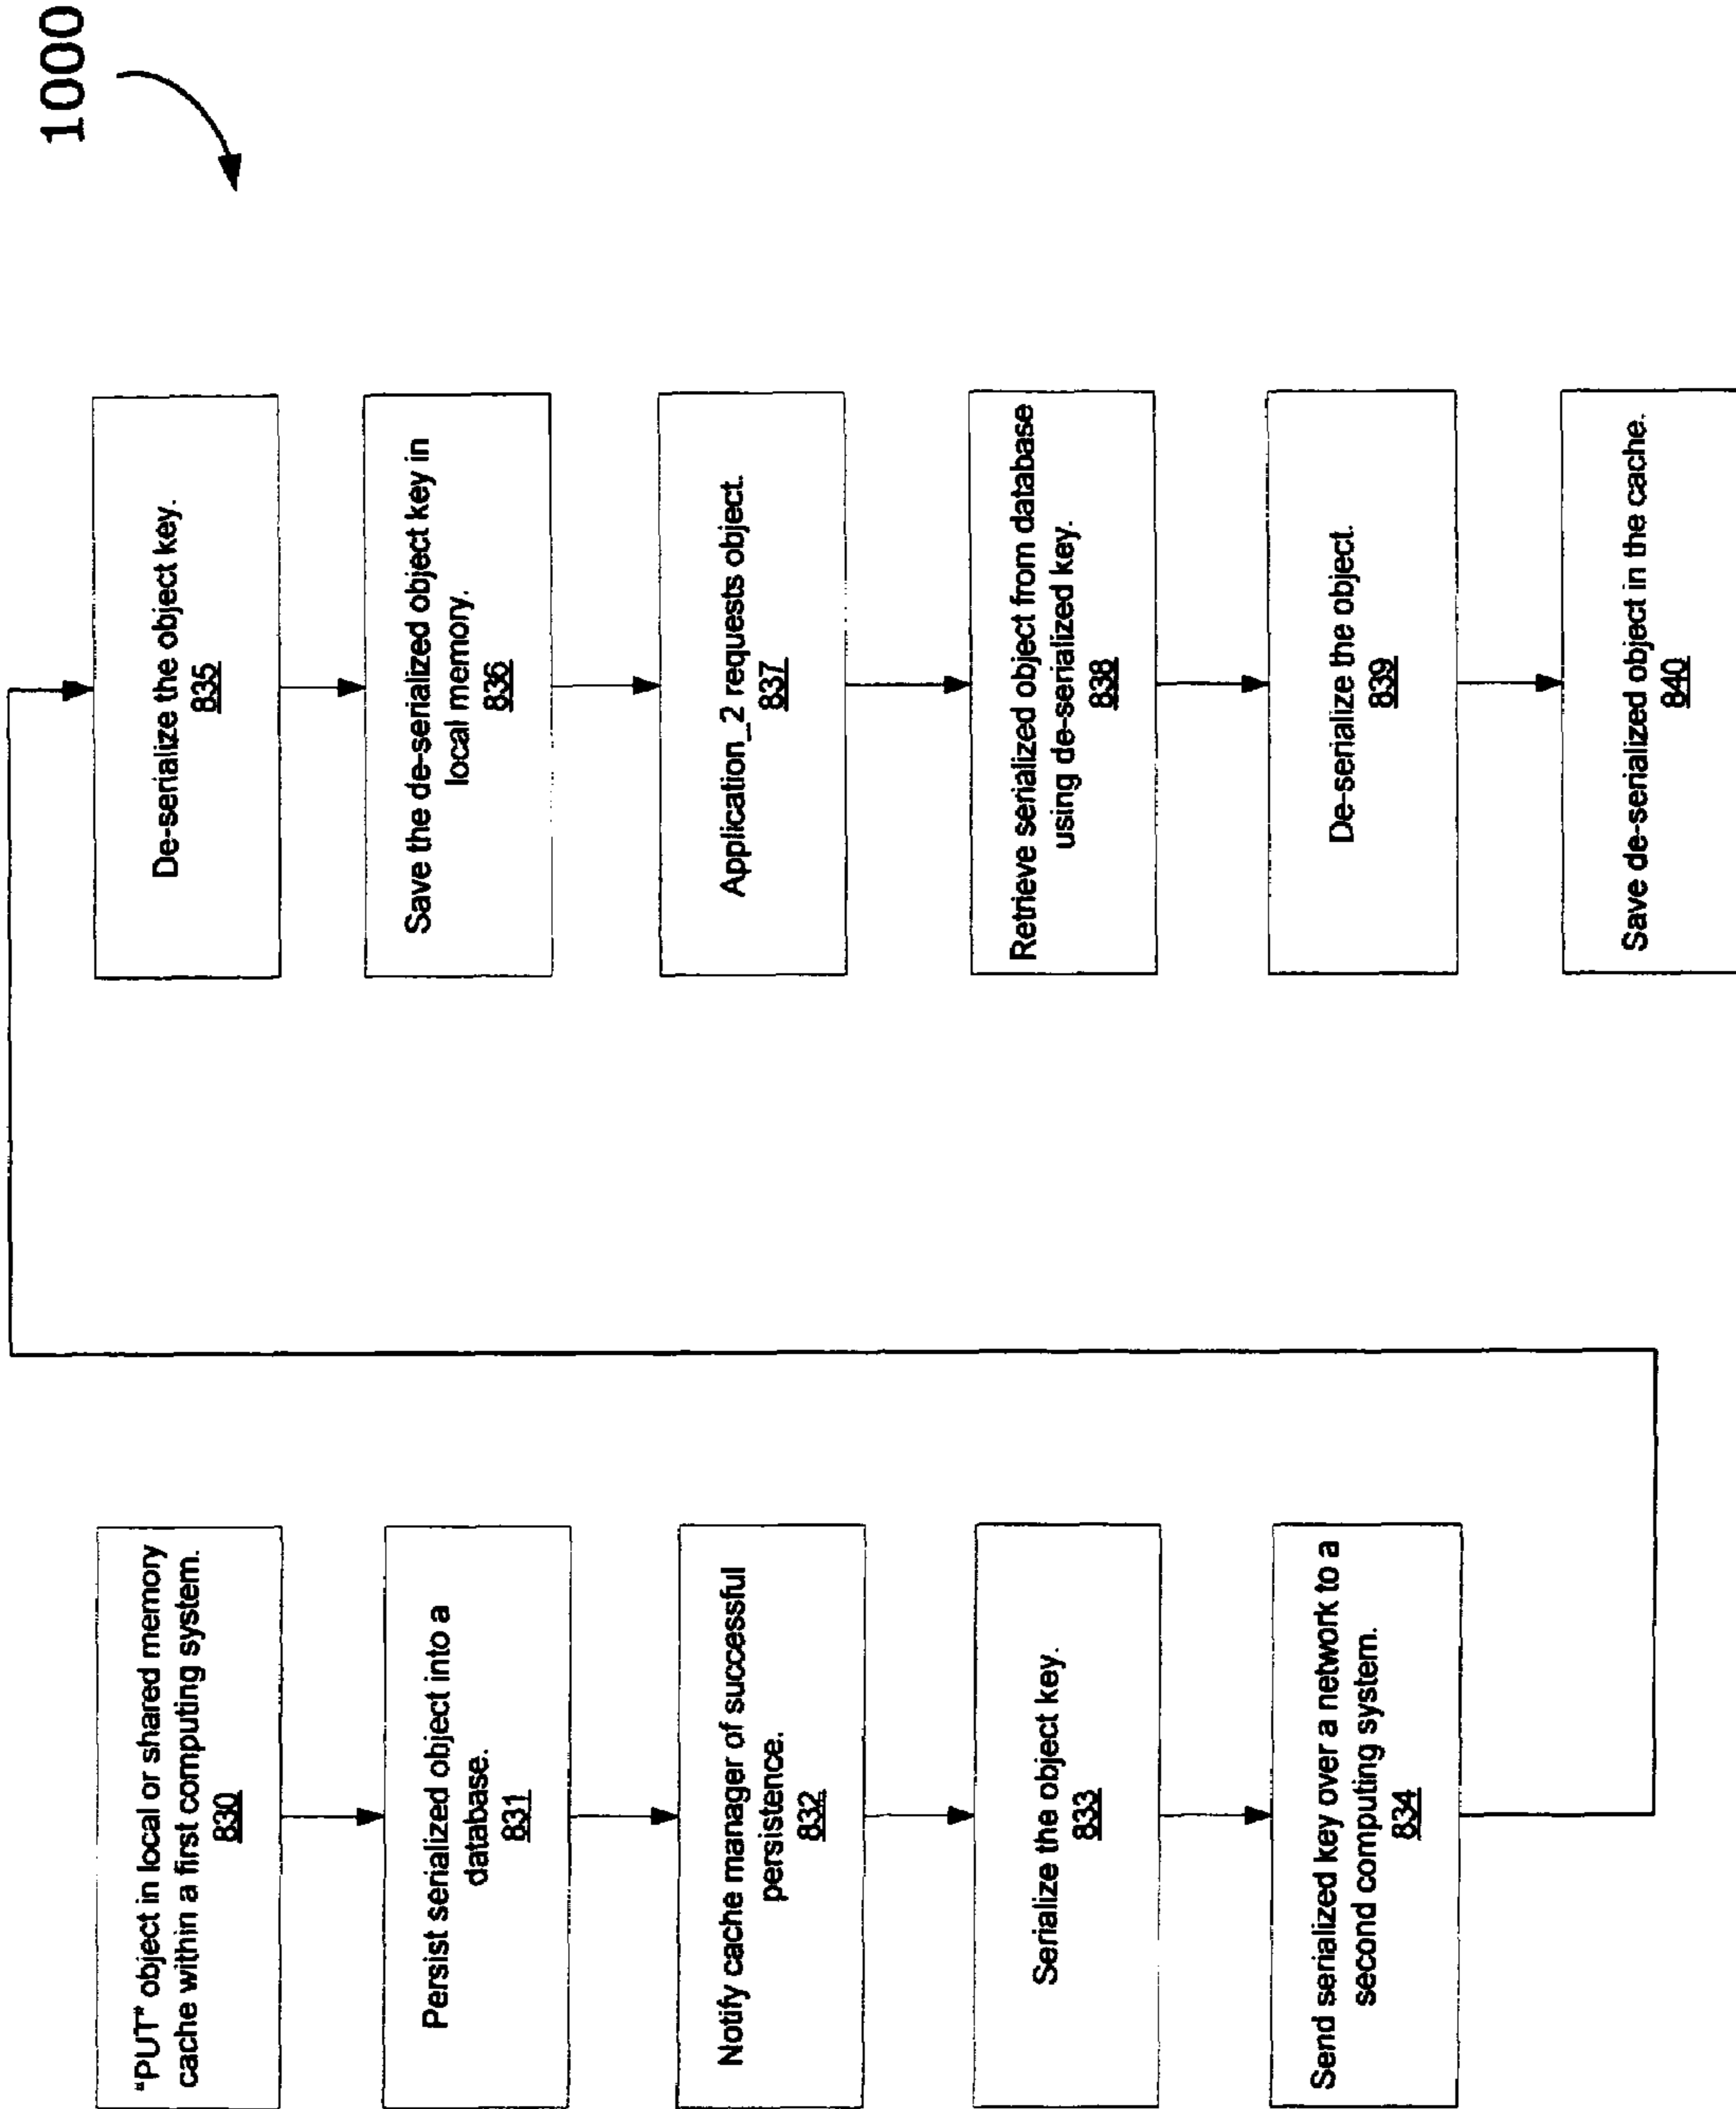 1000
"PUT" object in local or shared memory
cache within a first computing system.
830
Persist serialized object into a
database.
831
Notify cache manager of successful
persistence.
832
Serialize the object key.
833
Send serialized key over a network to a
second computing system.
834
De-serialize the object key.
835
Save the de-serialized object key in
local memory.
836
Application_2 requests object.
837
Retrieve serialized object from database
using de-serialized key.
838
De-serialize the object.
839
Save de-serialized object in the cache.
840